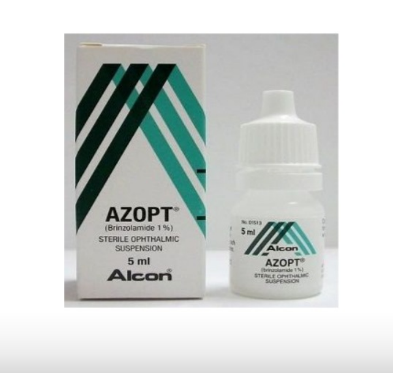 AZOPT®
(Brinzolamide 1%)
STERILE OPHTHALMIC
SUSPENSION
5 ml
Alcon®
5 ml
Alcon
AZOPT®
(brinzolamide 1%)
STERILE OPHTHALMIC
SUSPENSION